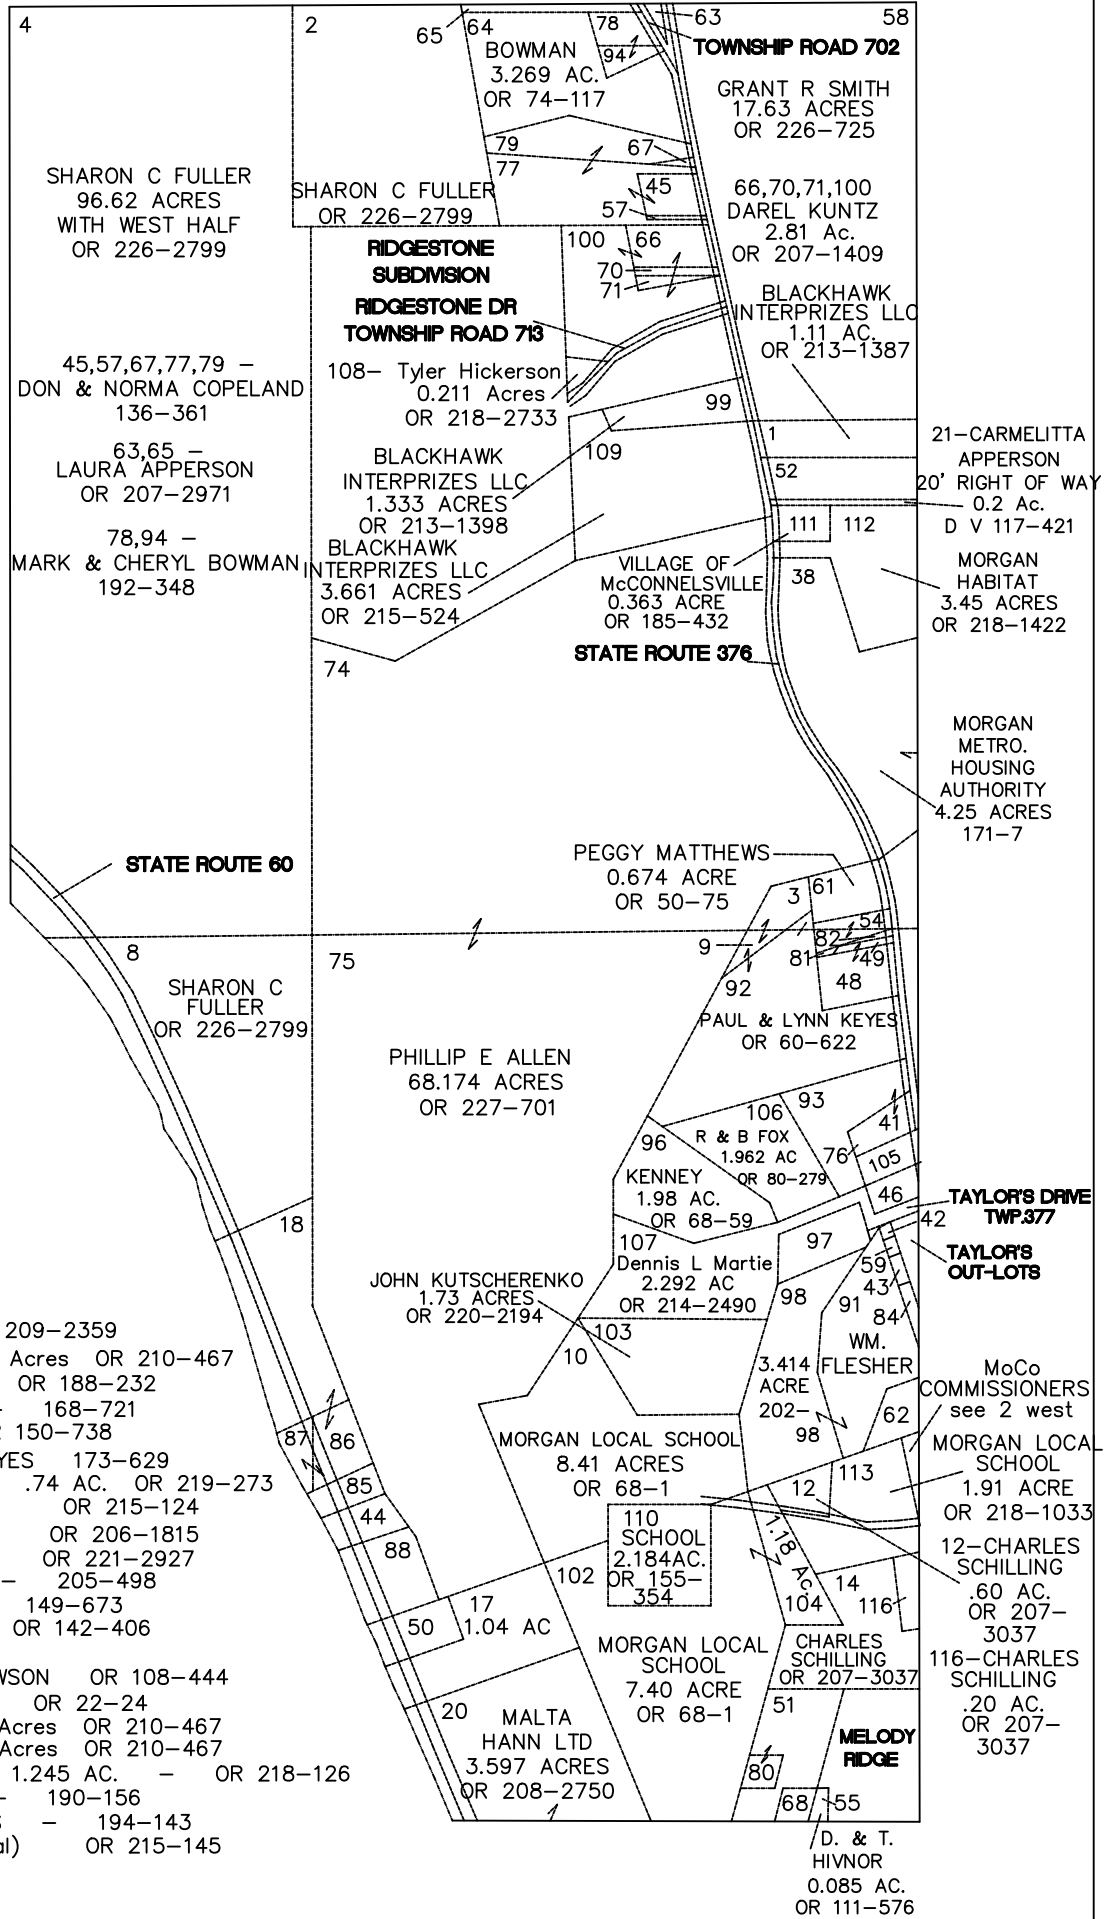 4
2
65
64
78
63
58
BOWMAN
3.269 AC.
OR 74–117
94
TOWNSHIP ROAD 702
GRANT R SMITH
17.63 ACRES
OR 226–725
79
77
67
SHARON C FULLER
96.62 ACRES
WITH WEST HALF
OR 226–2799
SHARON C FULLER
OR 226–2799
45
57
66,70,71,100
DAREL KUNTZ
2.81 Ac.
OR 207–1409
RIDGESTONE
SUBDIVISION
100
66
70
71
RIDGESTONE DR
TOWNSHIP ROAD 713
BLACKHAWK
INTERPRIZES LLC
1.11 AC.
OR 213–1387
45,57,67,77,79 –
DON & NORMA COPELAND
136–361
108– Tyler Hickerson
0.211 Acres
OR 218–2733
99
109
1
52
63,65 –
LAURA APPERSON
OR 207–2971
BLACKHAWK
INTERPRIZES LLC
1.333 ACRES
OR 213–1398
21–CARMELITTA
APPERSON
20' RIGHT OF WAY
0.2 Ac.
D V 117–421
78,94 –
MARK & CHERYL BOWMAN
192–348
BLACKHAWK
INTERPRIZES LLC
3.661 ACRES
OR 215–524
111
112
38
VILLAGE OF
McCONNELSVILLE
0.363 ACRE
OR 185–432
MORGAN
HABITAT
3.45 ACRES
OR 218–1422
74
STATE ROUTE 376
MORGAN
METRO.
HOUSING
AUTHORITY
4.25 ACRES
171–7
STATE ROUTE 60
PEGGY MATTHEWS
0.674 ACRE
OR 50–75
3
61
54
82
81
49
48
9
92
8
75
SHARON C
FULLER
OR 226–2799
PAUL & LYNN KEYES
OR 60–622
PHILLIP E ALLEN
68.174 ACRES
OR 227–701
93
106
41
76
105
46
96
R & B FOX
1.962 AC
OR 80–279
KENNEY
1.98 AC.
OR 68–59
TAYLOR'S DRIVE
TWP.377
42
TAYLOR'S
OUT–LOTS
18
107
97
59
43
84
Dennis L Martie
2.292 AC
OR 214–2490
98
91
JOHN KUTSCHERENKO
1.73 ACRES
OR 220–2194
103
10
WM.
FLESHER
3.414
ACRE
202–
98
62
MoCo
COMMISSIONERS
see 2 west
209–2359
Acres OR 210–467
OR 188–232
168–721
150–738
YES 173–629
.74 AC. OR 219–273
OR 215–124
OR 206–1815
OR 221–2927
– 205–498
149–673
OR 142–406
WSON OR 108–444
OR 22–24
Acres OR 210–467
Acres OR 210–467
1.245 AC. – OR 218–126
– 190–156
– 194–143
al) OR 215–145
87
86
85
44
88
50
17
1.04 AC
20
MORGAN LOCAL SCHOOL
8.41 ACRES
OR 68–1
12
113
MORGAN LOCAL
SCHOOL
1.91 ACRE
OR 218–1033
110
SCHOOL
2.184AC.
OR 155–
354
102
1.18 Ac.
104
14
116
12–CHARLES
SCHILLING
.60 AC.
OR 207–
3037
MORGAN LOCAL
SCHOOL
7.40 ACRE
OR 68–1
CHARLES
SCHILLING
OR 207–3037
116–CHARLES
SCHILLING
.20 AC.
OR 207–
3037
MALTA
HANN LTD
3.597 ACRES
OR 208–2750
51
80
68
55
MELODY
RIDGE
D. & T.
HIVNOR
0.085 AC.
OR 111–576